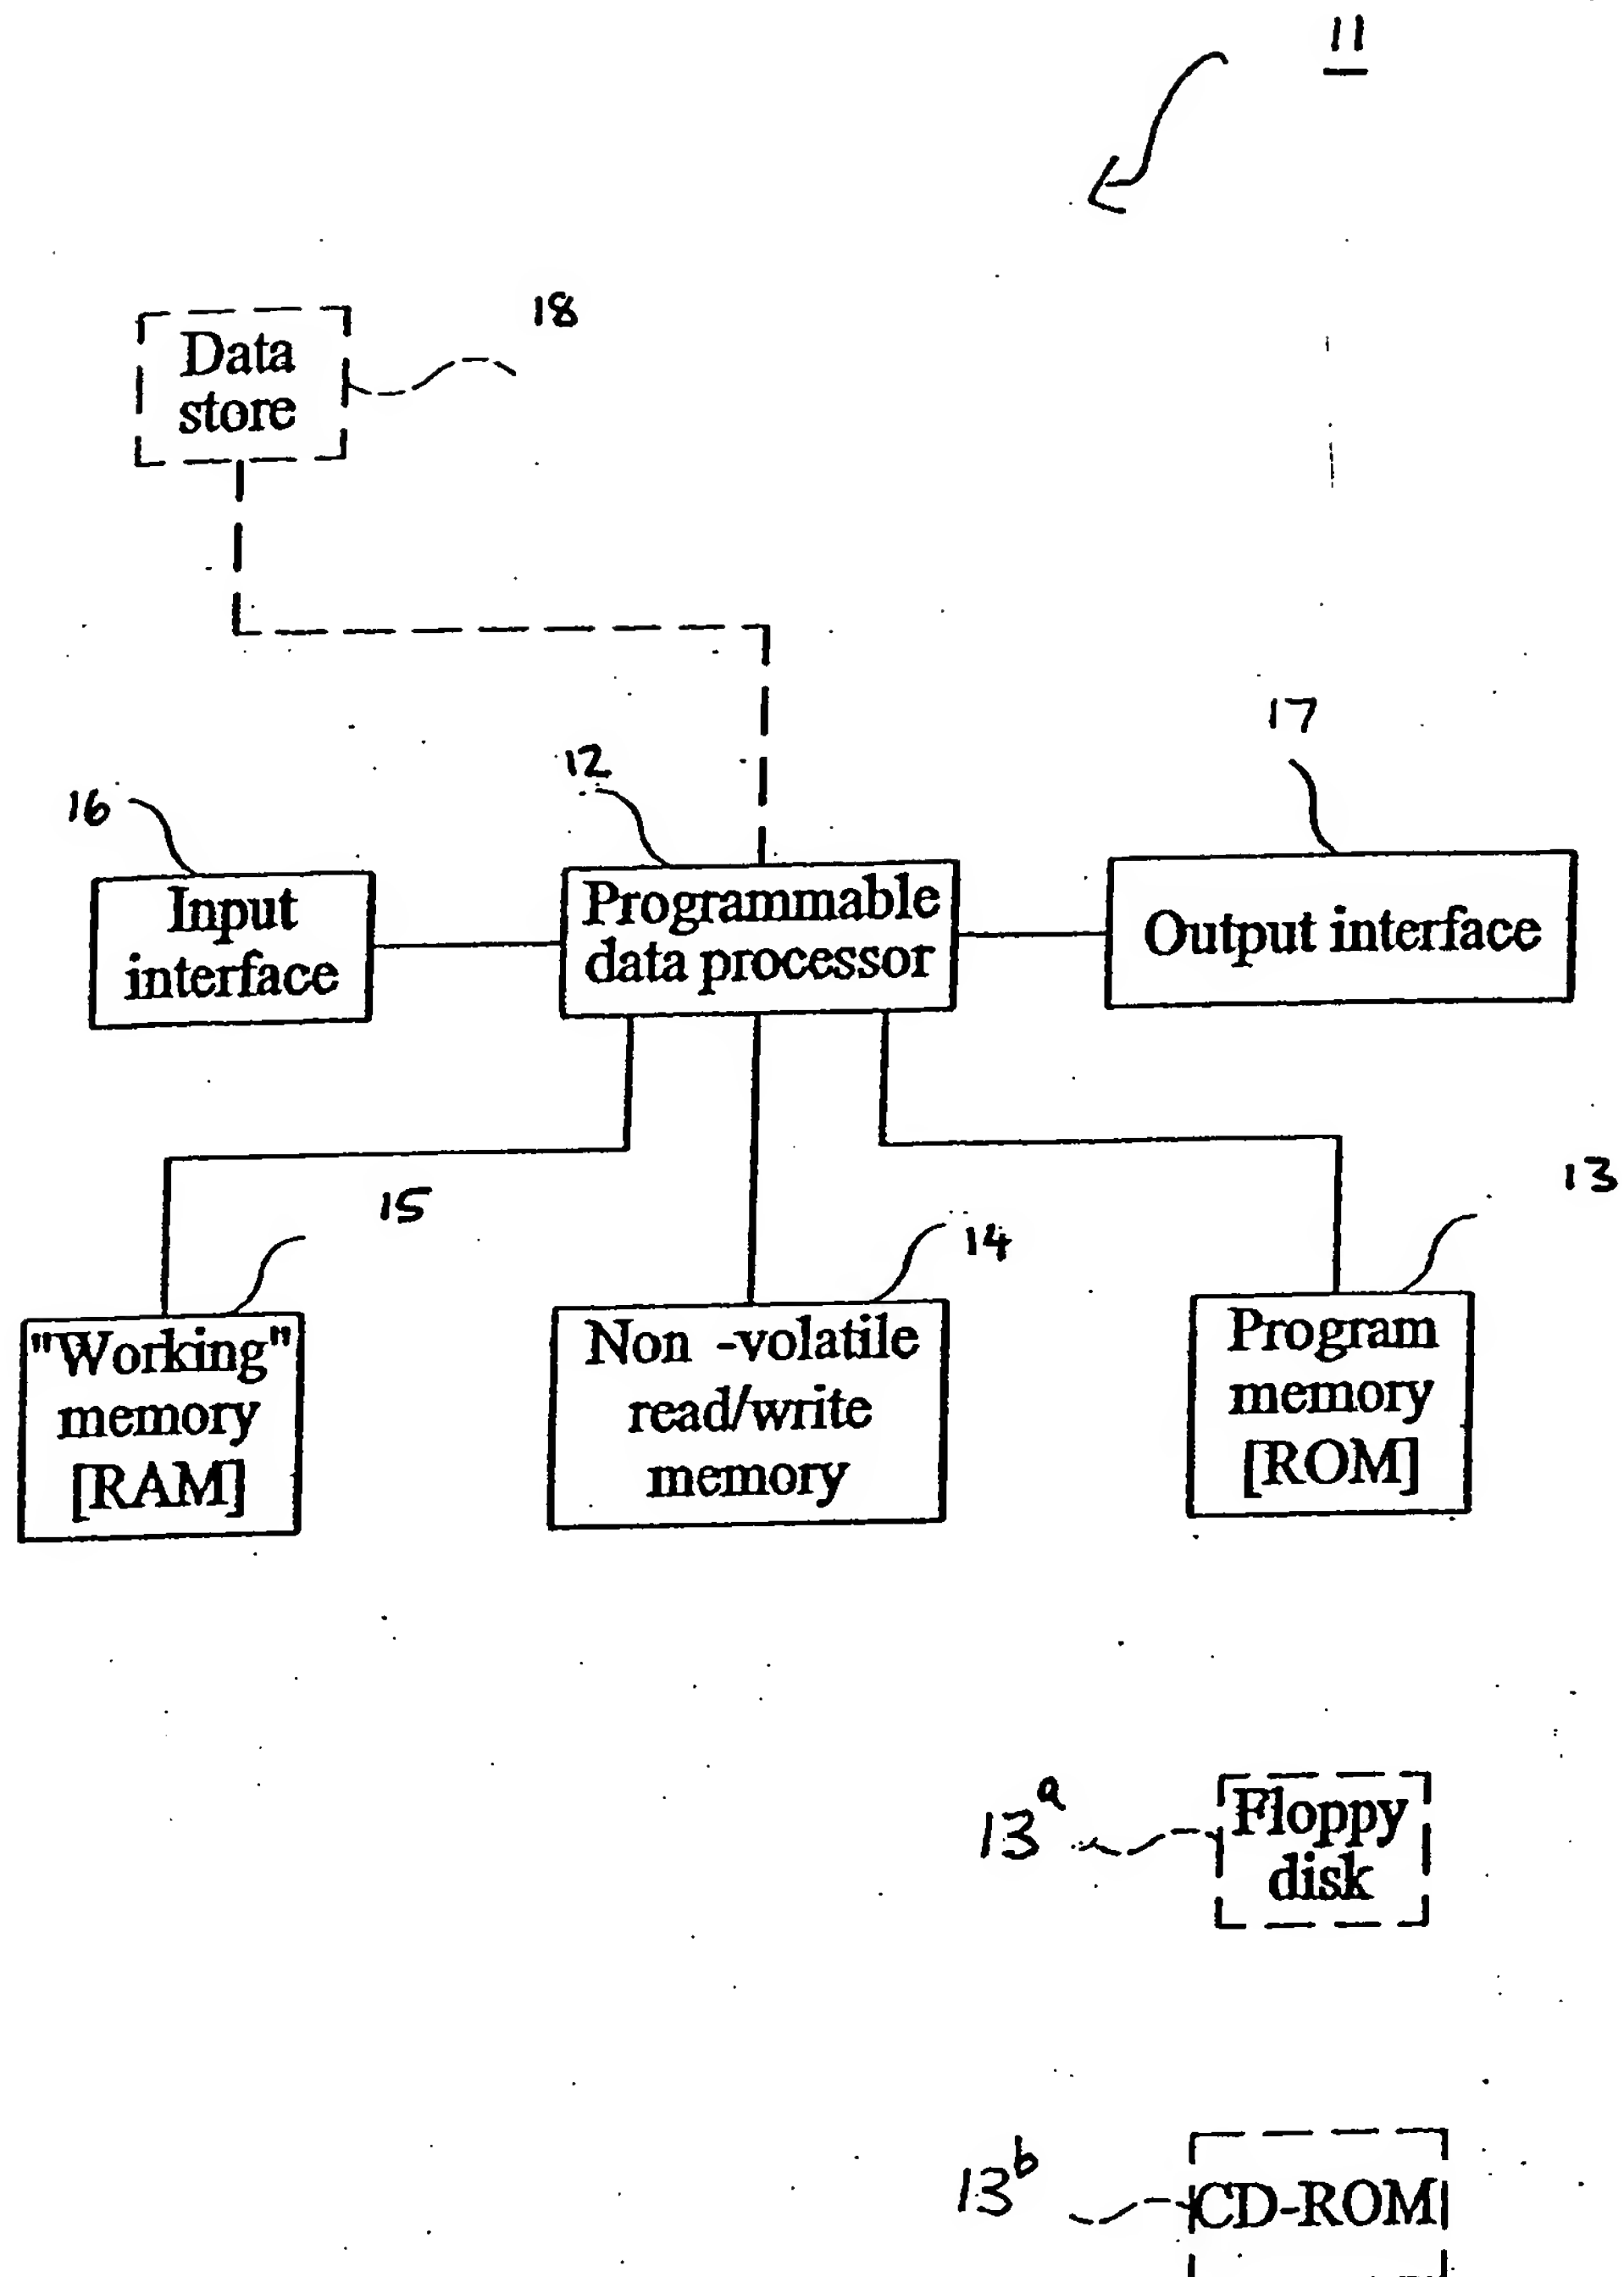 11
18
Data
store
17
12
16
Input
interface
Programmable
data processor
Output interface
15
14
13
"Working"
memory
[RAM]
Non -volatile
read/write
memory
Program
memory
[ROM]
13a
Floppy
disk
13b
CD-ROM